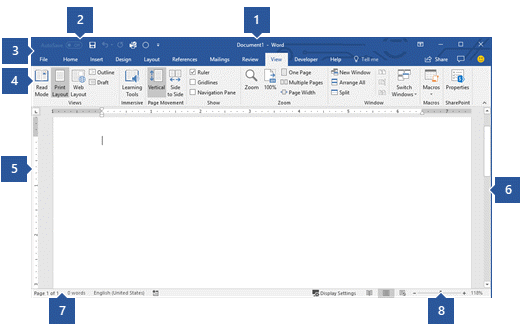 1
2
AutoSave Off
Document1 - Word
3
File Home Insert Design Layout References Mailings Review View Developer Help Tell me Share
4
Read Mode
Print Layout
Web Layout
Outline
Draft
Views
Learning Tools
Immersive
Vertical
Side to Side
Page Movement
Ruler
Gridlines
Navigation Pane
Show
Zoom
100%
One Page
Multiple Pages
Page Width
Zoom
New Window
Arrange All
Split
Switch Windows
Window
Macros
Macros
Properties
SharePoint
5
6
Page 1 of 1 0 words English (United States) Display Settings 118%
7
8